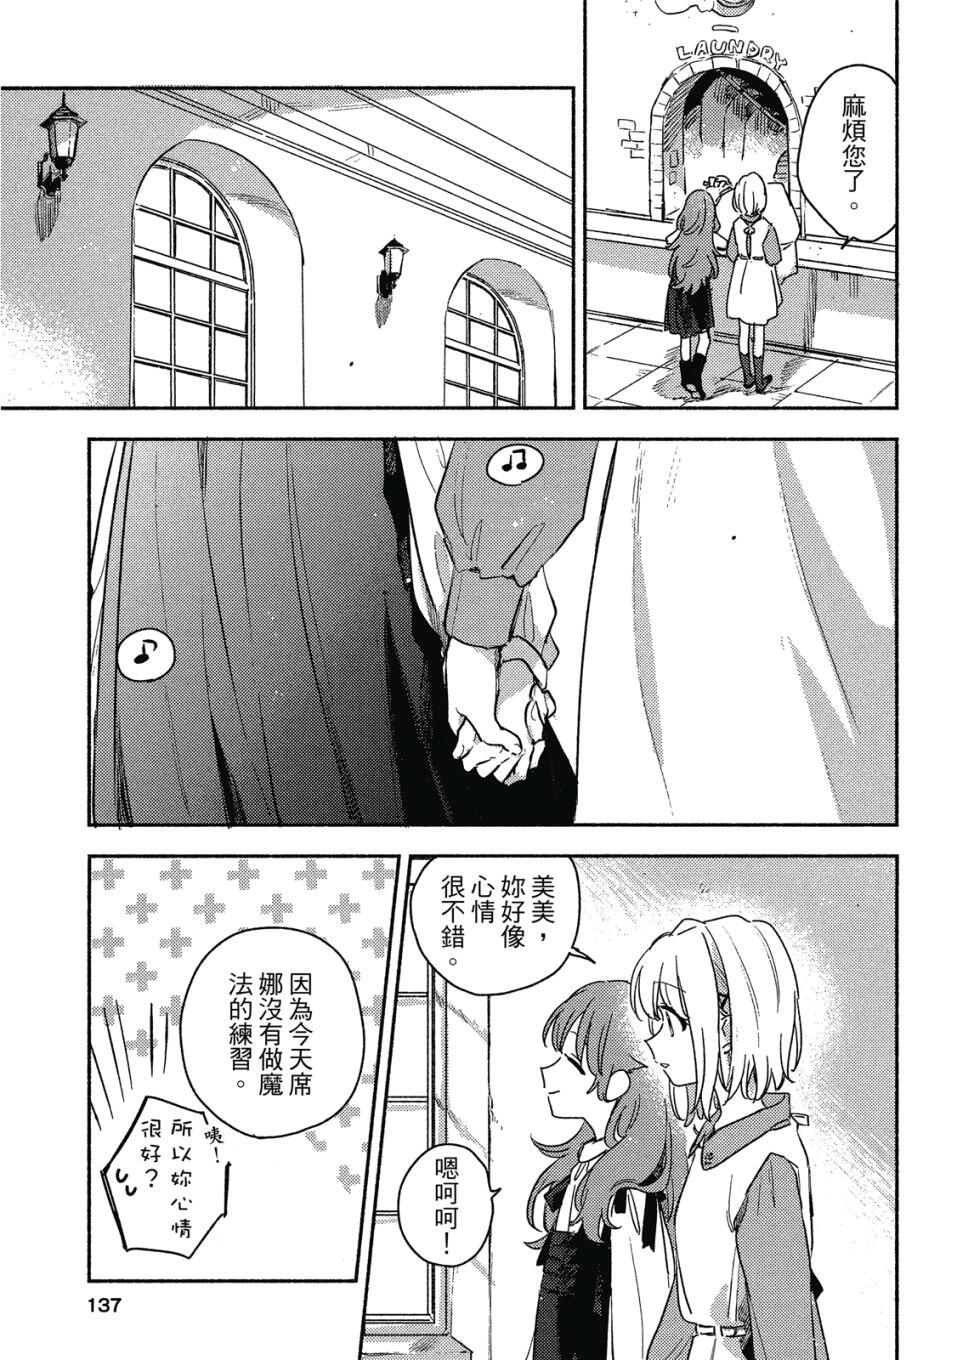 LAUNDRY
麻煩您了。
美美，
妳好像
心情
很不錯。
嗯呵呵！
因為今天席
娜沒有做魔
法的練習。
咦！
所以妳心情
很好？
137